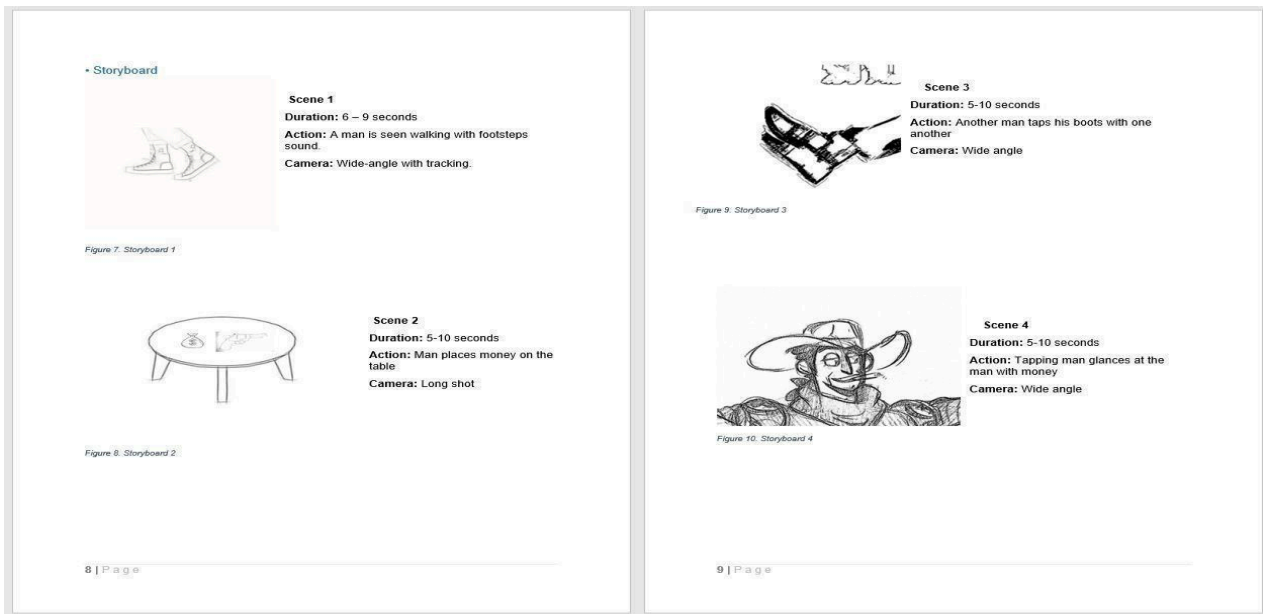 • Storyboard
Scene 1
Duration: 6 – 9 seconds
Action: A man is seen walking with footsteps
sound.
Camera: Wide-angle with tracking.
Figure 7. Storyboard 1
Scene 2
Duration: 5-10 seconds
Action: Man places money on the
table
Camera: Long shot
Figure 8. Storyboard 2
8 | Page
Scene 3
Duration: 5-10 seconds
Action: Another man taps his boots with one
another
Camera: Wide angle
Figure 9. Storyboard 3
Scene 4
Duration: 5-10 seconds
Action: Tapping man glances at the
man with money
Camera: Wide angle
Figure 10. Storyboard 4
9 | Page